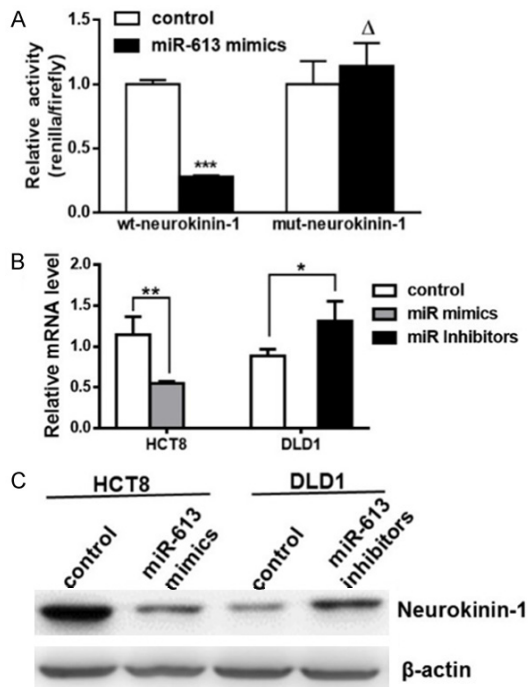 A
control
miR-613 mimics
Δ
***
Relative activity
(renilla/firefly)
1.5
1.0
0.5
0.0
wt-neurokinin-1
mut-neurokinin-1
B
control
miR mimics
miR Inhibitors
**
*
Relative mRNA level
2.0
1.5
1.0
0.5
0.0
HCT8
DLD1
C
HCT8
DLD1
control
miR-613
mimics
control
miR-613
inhibitors
Neurokinin-1
β-actin